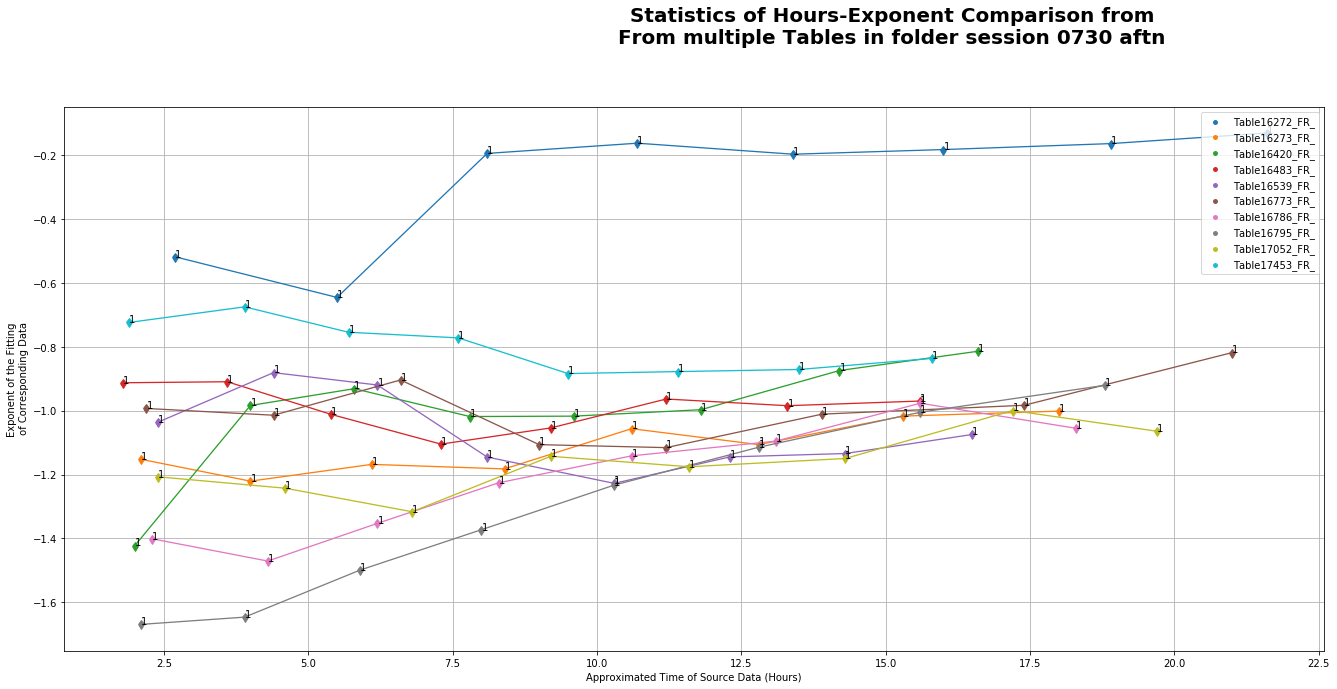 Statistics of Hours-Exponent Comparison from
From multiple Tables in folder session 0730 aftn
Exponent of the Fitting
of Corresponding Data
−0.2
−0.4
−0.6
−0.8
−1.0
−1.2
−1.4
−1.6
Table16272_FR_
Table16273_FR_
Table16420_FR_
Table16483_FR_
Table16539_FR_
Table16773_FR_
Table16786_FR_
Table16795_FR_
Table17052_FR_
Table17453_FR_
2.5 5.0 7.5 10.0 12.5 15.0 17.5 20.0 22.5
Approximated Time of Source Data (Hours)